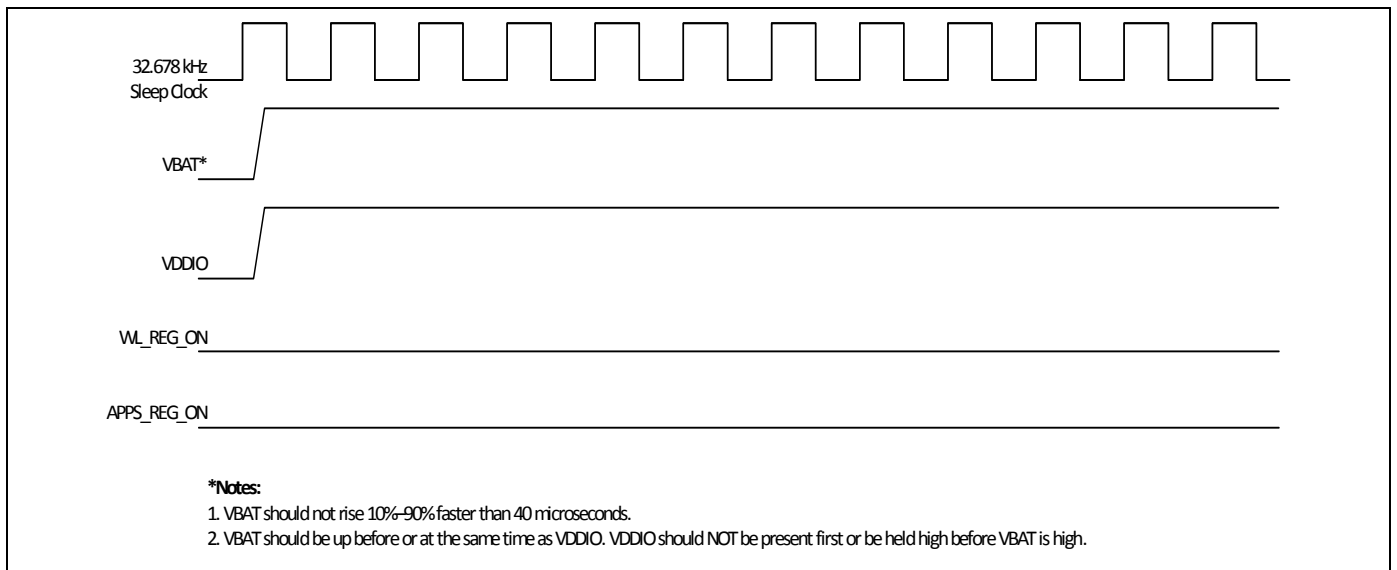 32.678 kHz
Sleep Clock
VBAT*
VDDIO
WL_REG_ON
APPS_REG_ON
*Notes:
1. VBAT should not rise 10%–90% faster than 40 microseconds.
2. VBAT should be up before or at the same time as VDDIO. VDDIO should NOT be present first or be held high before VBAT is high.